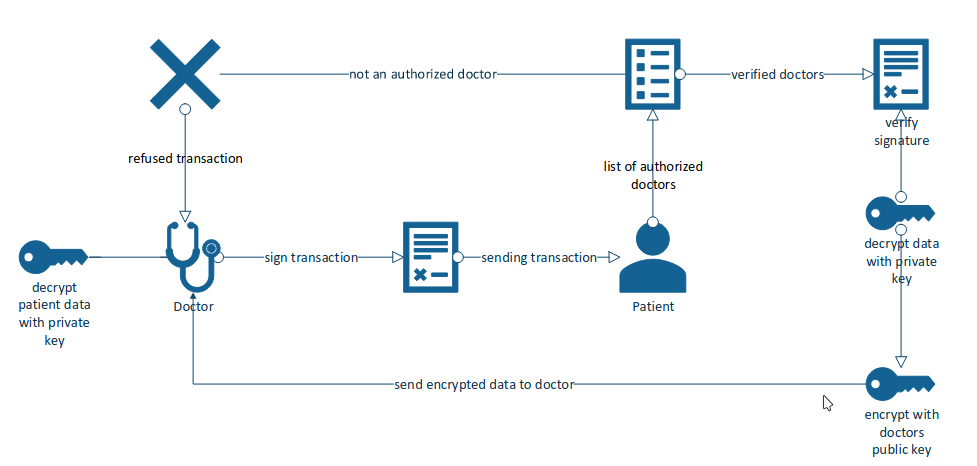 not an authorized doctor
verified doctors
verify
signature
refused transaction
list of authorized
doctors
decrypt
patient data
with private
key
Doctor
sign transaction
sending transaction
Patient
decrypt data
with private
key
send encrypted data to doctor
encrypt with
doctors
public key